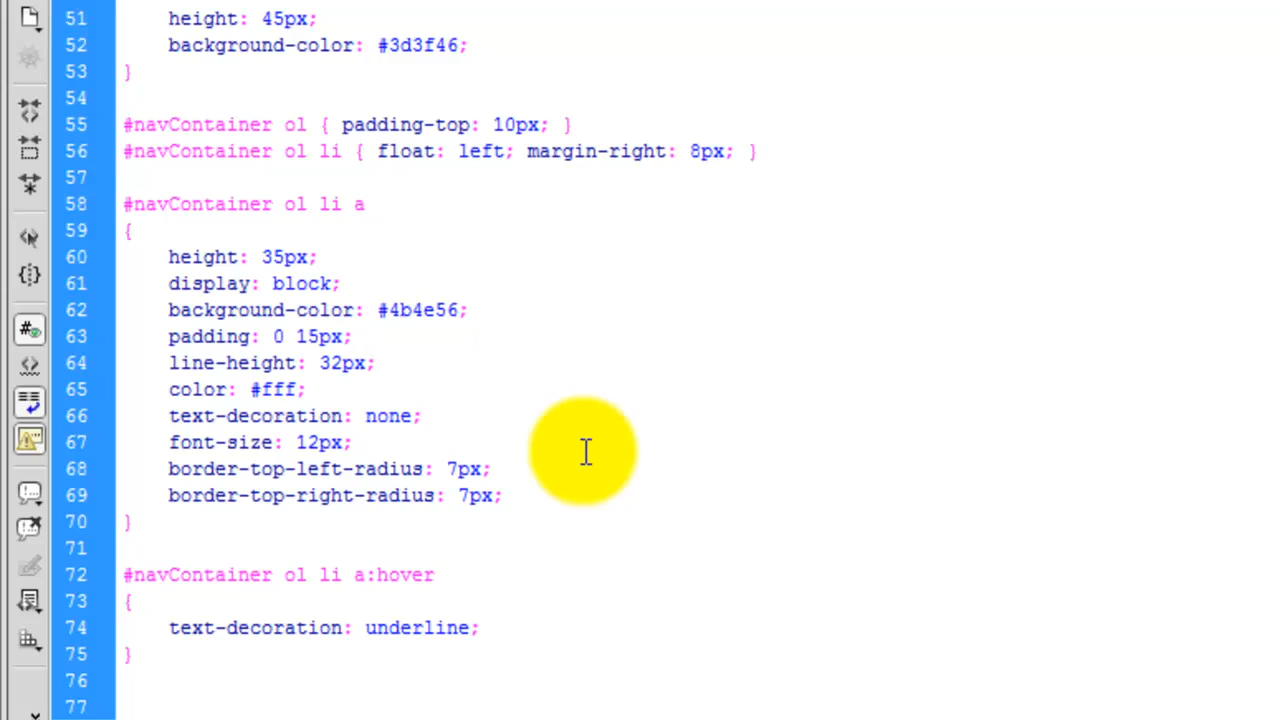 51 height: 45px;
52 background-color: #3d3f46;
53 }
54
55 #navContainer ol { padding-top: 10px; }
56 #navContainer ol li { float: left; margin-right: 8px; }
57
58 #navContainer ol li a
59 {
60 height: 35px;
61 display: block;
62 background-color: #4b4e56;
63 padding: 0 15px;
64 line-height: 32px;
65 color: #fff;
66 text-decoration: none;
67 font-size: 12px;
68 border-top-left-radius: 7px;
69 border-top-right-radius: 7px;
70 }
71
72 #navContainer ol li a:hover
73 {
74 text-decoration: underline;
75 }
76
77